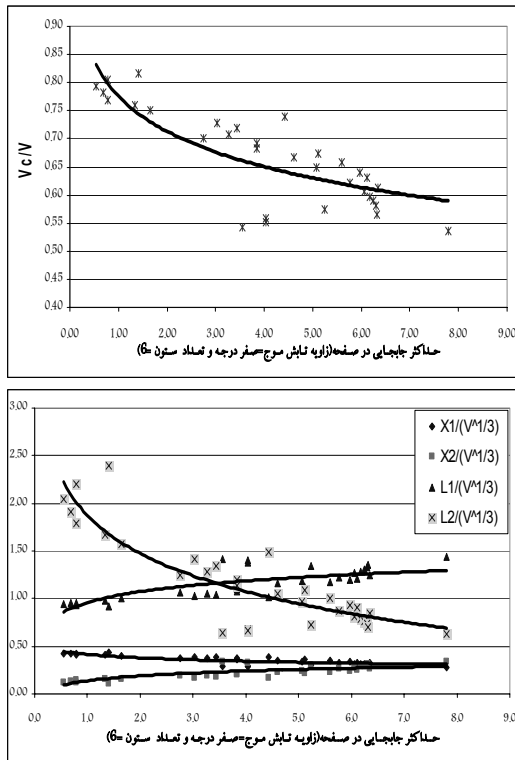 0,90
0,85
0,80
0,75
0,70
0,65
0,60
0,55
0,50
0,45
0,40
Vc/V
0,00 1,00 2,00 3,00 4,00 5,00 6,00 7,00 8,00
حداکثر جابجایی در صفحه(زاویه تابش موج=صفر درجه و تعداد ستون =6)
3,00
2,50
2,00
1,50
1,00
0,50
0,00
X1/(V^1/3)
X2/(V^1/3)
L1/(V^1/3)
L2/(V^1/3)
0,0 1,0 2,0 3,0 4,0 5,0 6,0 7,0 8,0
حداکثر جابجایی در صفحه(زاویه تابش موج=صفر درجه و تعداد ستون =6)